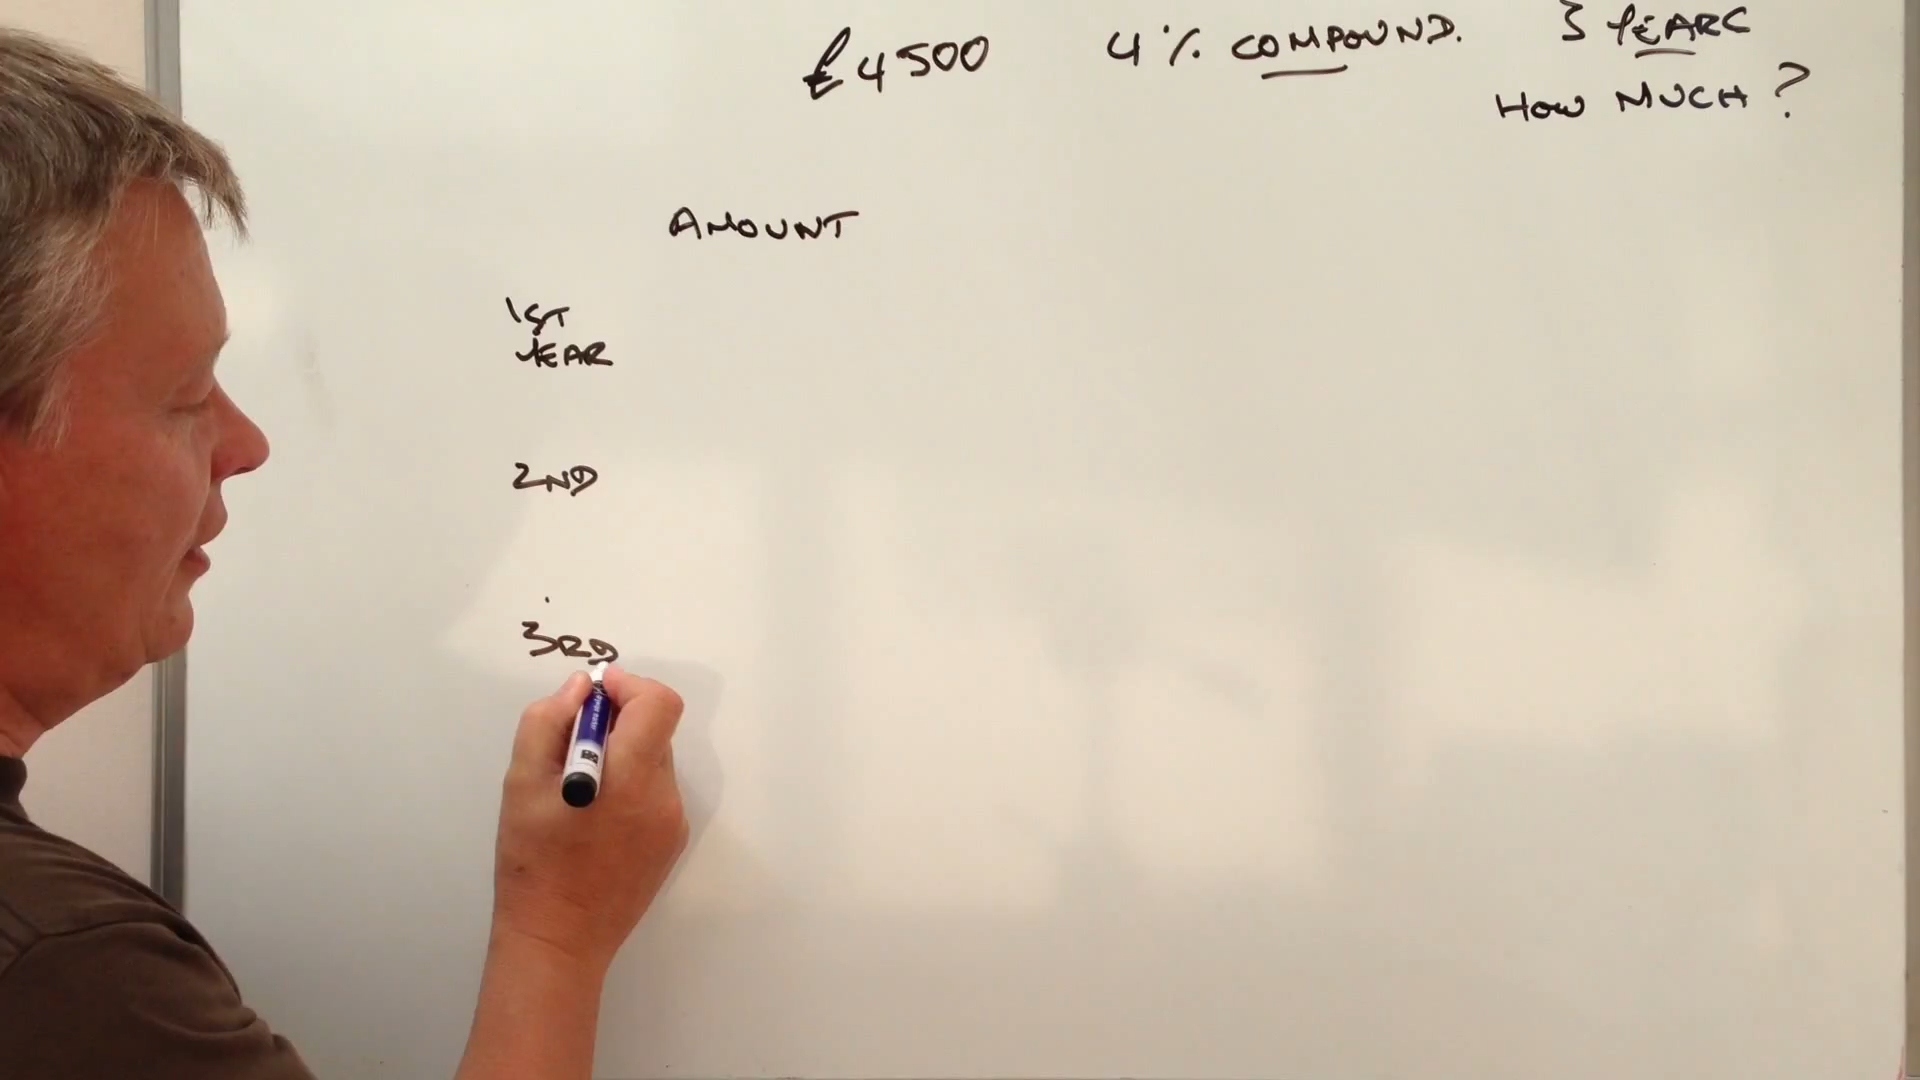 £4500 4% COMPOUND. 3 YEARS
HOW MUCH?
AMOUNT
1ST
YEAR
2ND
3RD